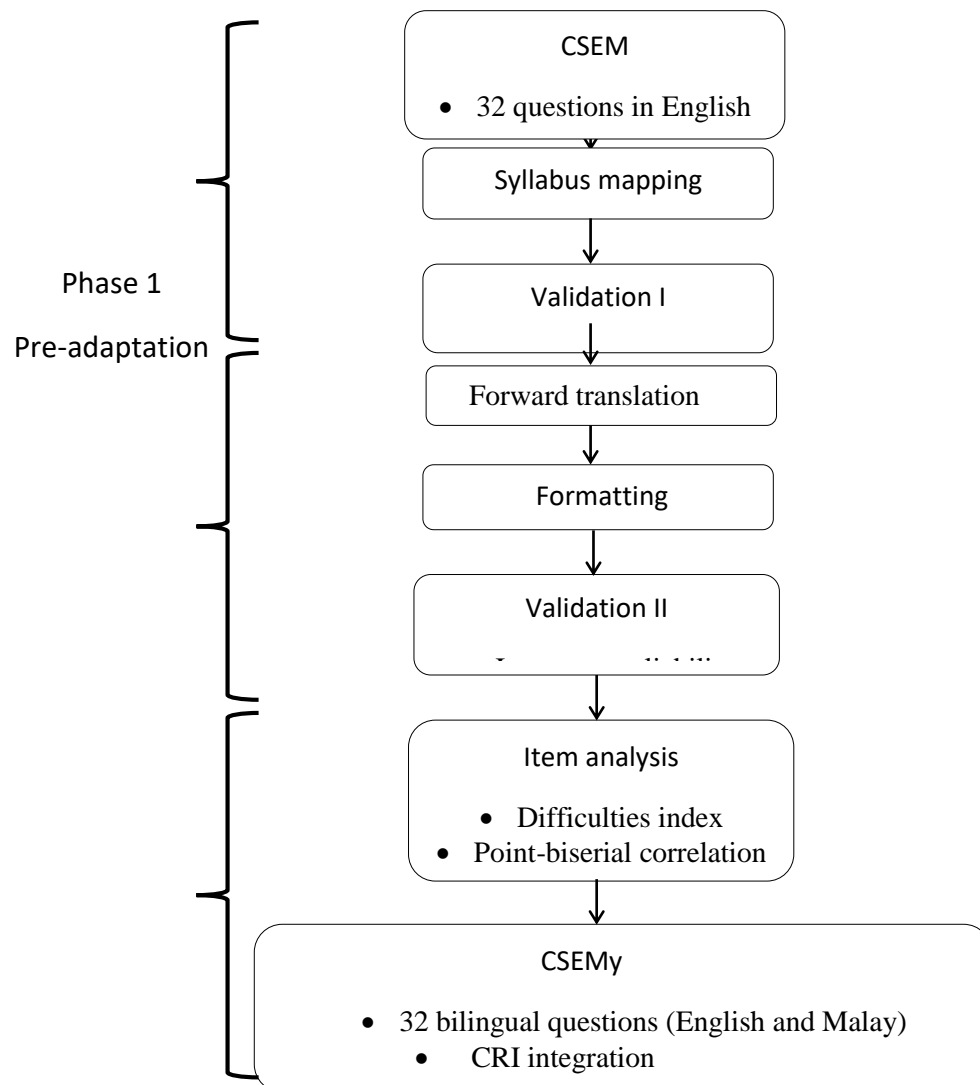 CSEM
• 32 questions in English
Syllabus mapping
Phase 1
Pre-adaptation
Validation I
Forward translation
Formatting
Validation II
Item analysis
• Difficulties index
• Point-biserial correlation
CSEMy
• 32 bilingual questions (English and Malay)
• CRI integration